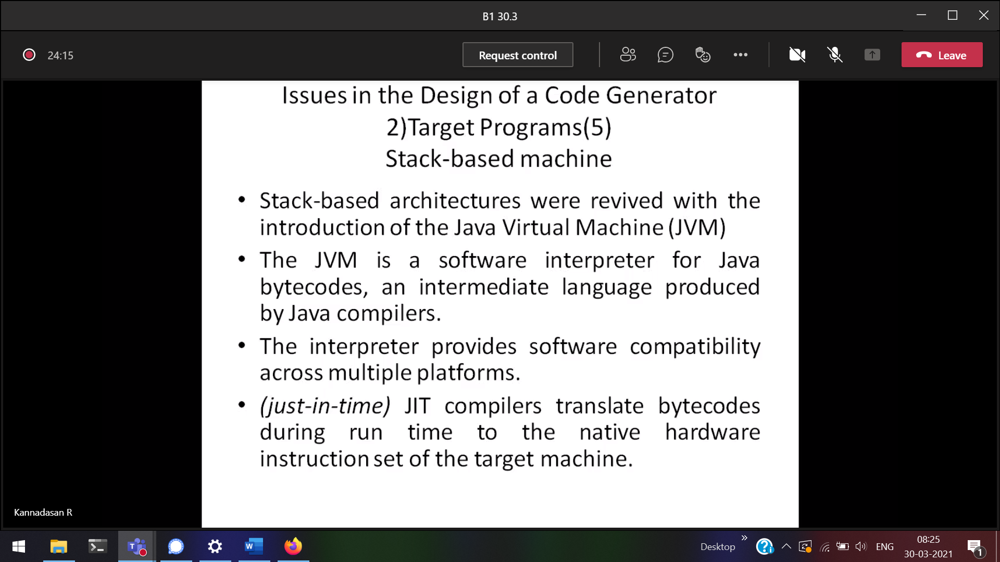 B1 30.3
24:15
Request control
Leave
Issues in the Design of a Code Generator
2)Target Programs(5)
Stack-based machine
• Stack-based architectures were revived with the
introduction of the Java Virtual Machine (JVM)
• The JVM is a software interpreter for Java
bytecodes, an intermediate language produced
by Java compilers.
• The interpreter provides software compatibility
across multiple platforms.
• (just-in-time) JIT compilers translate bytecodes
during run time to the native hardware
instruction set of the target machine.
Kannadasan R
Desktop
ENG
08:25
30-03-2021
1